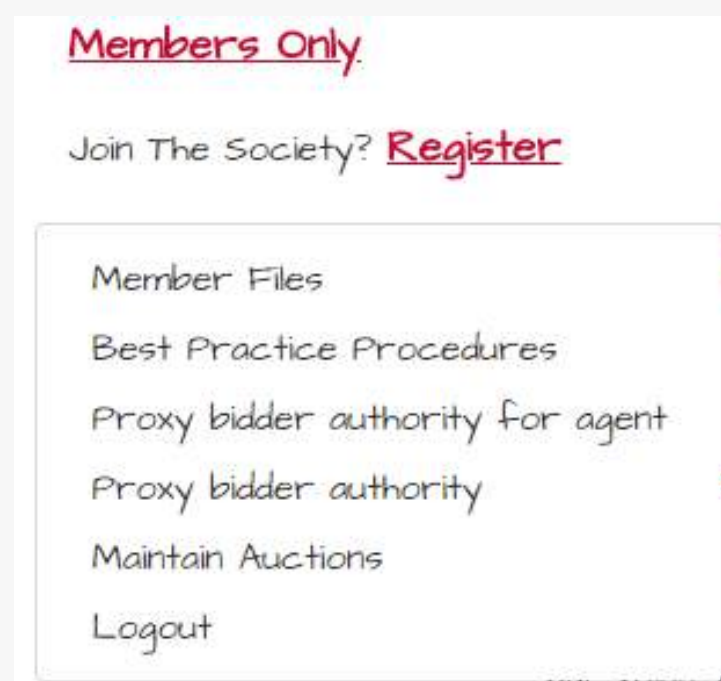 Members Only
Join The Society? Register
Member Files
Best Practice Procedures
Proxy bidder authority for agent
Proxy bidder authority
Maintain Auctions
Logout